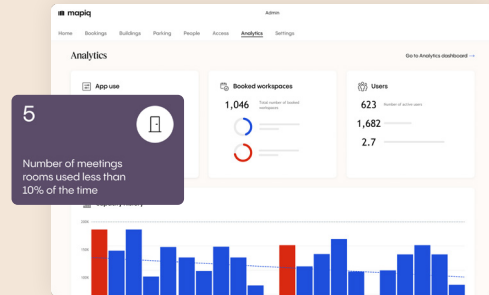 mapiq
Admin
Home Bookings Buildings Parking People Access Analytics Settings
Analytics
Go to Analytics dashboard →
App use
Booked workspaces
Users
1,046
Total number of booked
workspaces
623
Number of active users
1,682
2.7
5
Number of meetings
rooms used less than
10% of the time